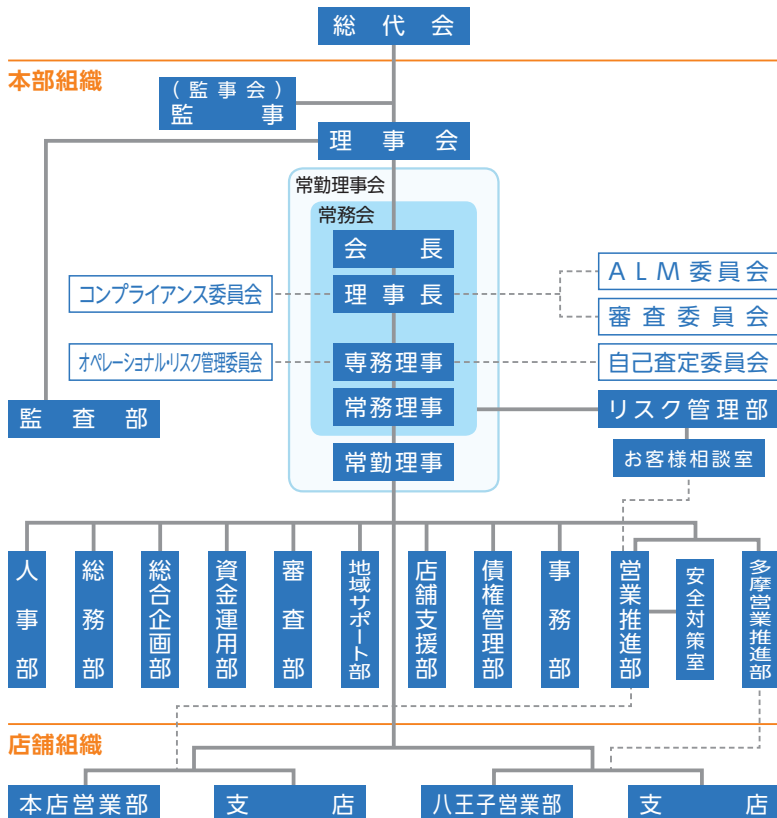 総代会
本部組織
（監事会）
監事
理事会
常勤理事会
常務会
会長
コンプライアンス委員会
理事長
ALM委員会
審査委員会
オペレーショナル・リスク管理委員会
専務理事
自己査定委員会
監査部
常務理事
リスク管理部
常勤理事
お客様相談室
人事部
総務部
総合企画部
資金運用部
審査部
地域サポート部
店舗支援部
債権管理部
事務部
営業推進部
安全対策室
多摩営業推進部
店舗組織
本店営業部
支店
八王子営業部
支店